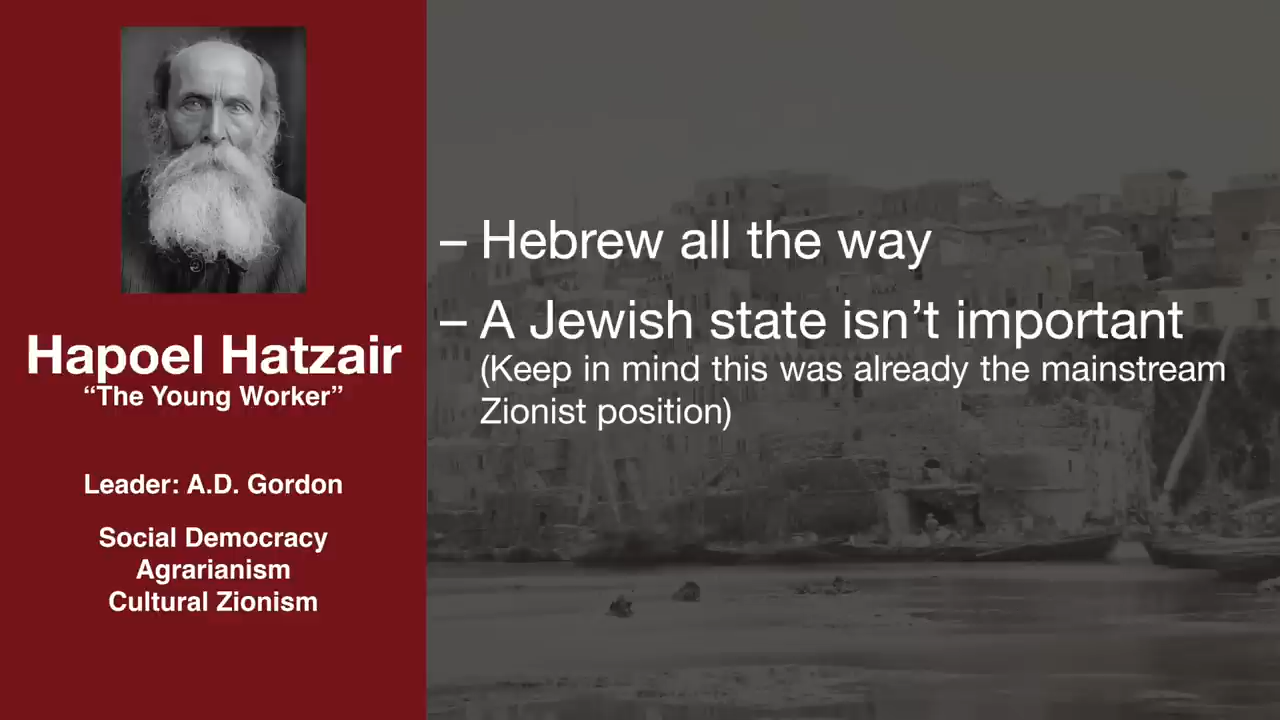 Hapoel Hatzair
“The Young Worker”
Leader: A.D. Gordon
Social Democracy
Agrarianism
Cultural Zionism
– Hebrew all the way
– A Jewish state isn’t important
(Keep in mind this was already the mainstream
Zionist position)